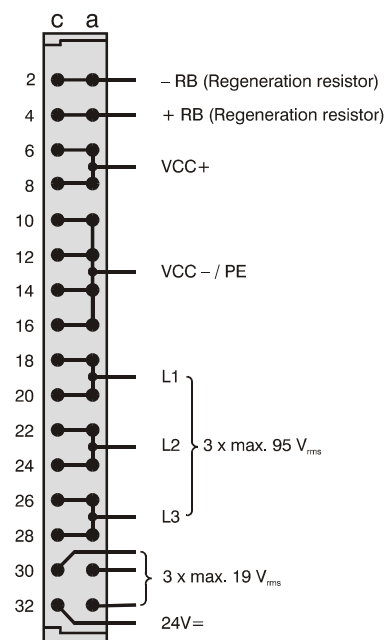 c a
2 – RB (Regeneration resistor)
4 + RB (Regeneration resistor)
6
VCC+
8
10
12
VCC – / PE
14
16
18
L1
20
22
L2 3 x max. 95 Vrms
24
26
L3
28
30
3 x max. 19 Vrms
32
24V=